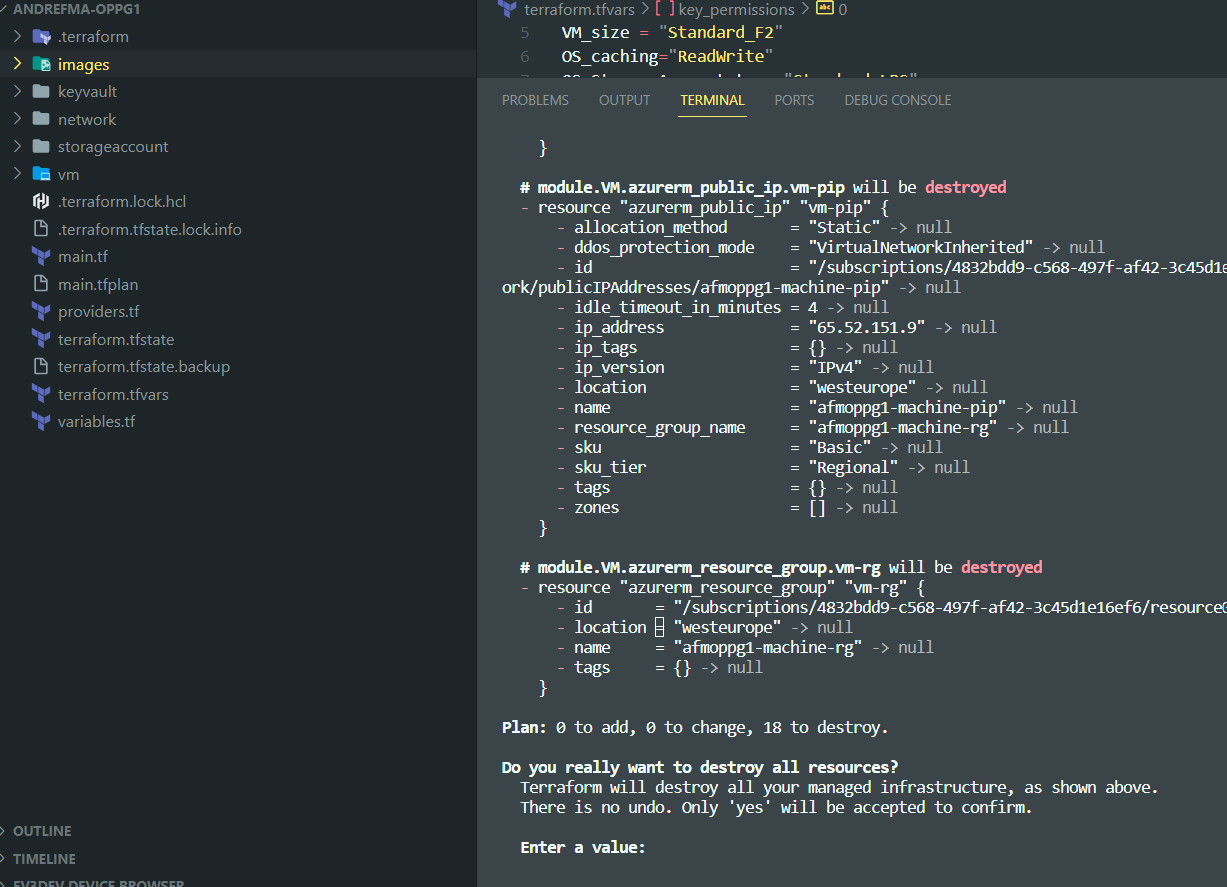 ANDREFMA-OPPG1
.terraform
images
keyvault
network
storageaccount
vm
.terraform.lock.hcl
.terraform.tfstate.lock.info
main.tf
main.tfplan
providers.tf
terraform.tfstate
terraform.tfstate.backup
terraform.tfvars
variables.tf
OUTLINE
TIMELINE
EV3DEV DEVICE BROWSER
terraform.tfvars > [ ] key_permissions > abc 0
5 VM_size = "Standard_F2"
6 OS_caching="ReadWrite"
PROBLEMS OUTPUT TERMINAL PORTS DEBUG CONSOLE
}
# module.VM.azurerm_public_ip.vm-pip will be destroyed
- resource "azurerm_public_ip" "vm-pip" {
- allocation_method = "Static" -> null
- ddos_protection_mode = "VirtualNetworkInherited" -> null
- id = "/subscriptions/4832bdd9-c568-497f-af42-3c45d1e
ork/publicIPAddresses/afmoppg1-machine-pip" -> null
- idle_timeout_in_minutes = 4 -> null
- ip_address = "65.52.151.9" -> null
- ip_tags = {} -> null
- ip_version = "IPv4" -> null
- location = "westeurope" -> null
- name = "afmoppg1-machine-pip" -> null
- resource_group_name = "afmoppg1-machine-rg" -> null
- sku = "Basic" -> null
- sku_tier = "Regional" -> null
- tags = {} -> null
- zones = [] -> null
}
# module.VM.azurerm_resource_group.vm-rg will be destroyed
- resource "azurerm_resource_group" "vm-rg" {
- id = "/subscriptions/4832bdd9-c568-497f-af42-3c45d1e16ef6/resourceG
- location = "westeurope" -> null
- name = "afmoppg1-machine-rg" -> null
- tags = {} -> null
}
Plan: 0 to add, 0 to change, 18 to destroy.
Do you really want to destroy all resources?
Terraform will destroy all your managed infrastructure, as shown above.
There is no undo. Only 'yes' will be accepted to confirm.
Enter a value: